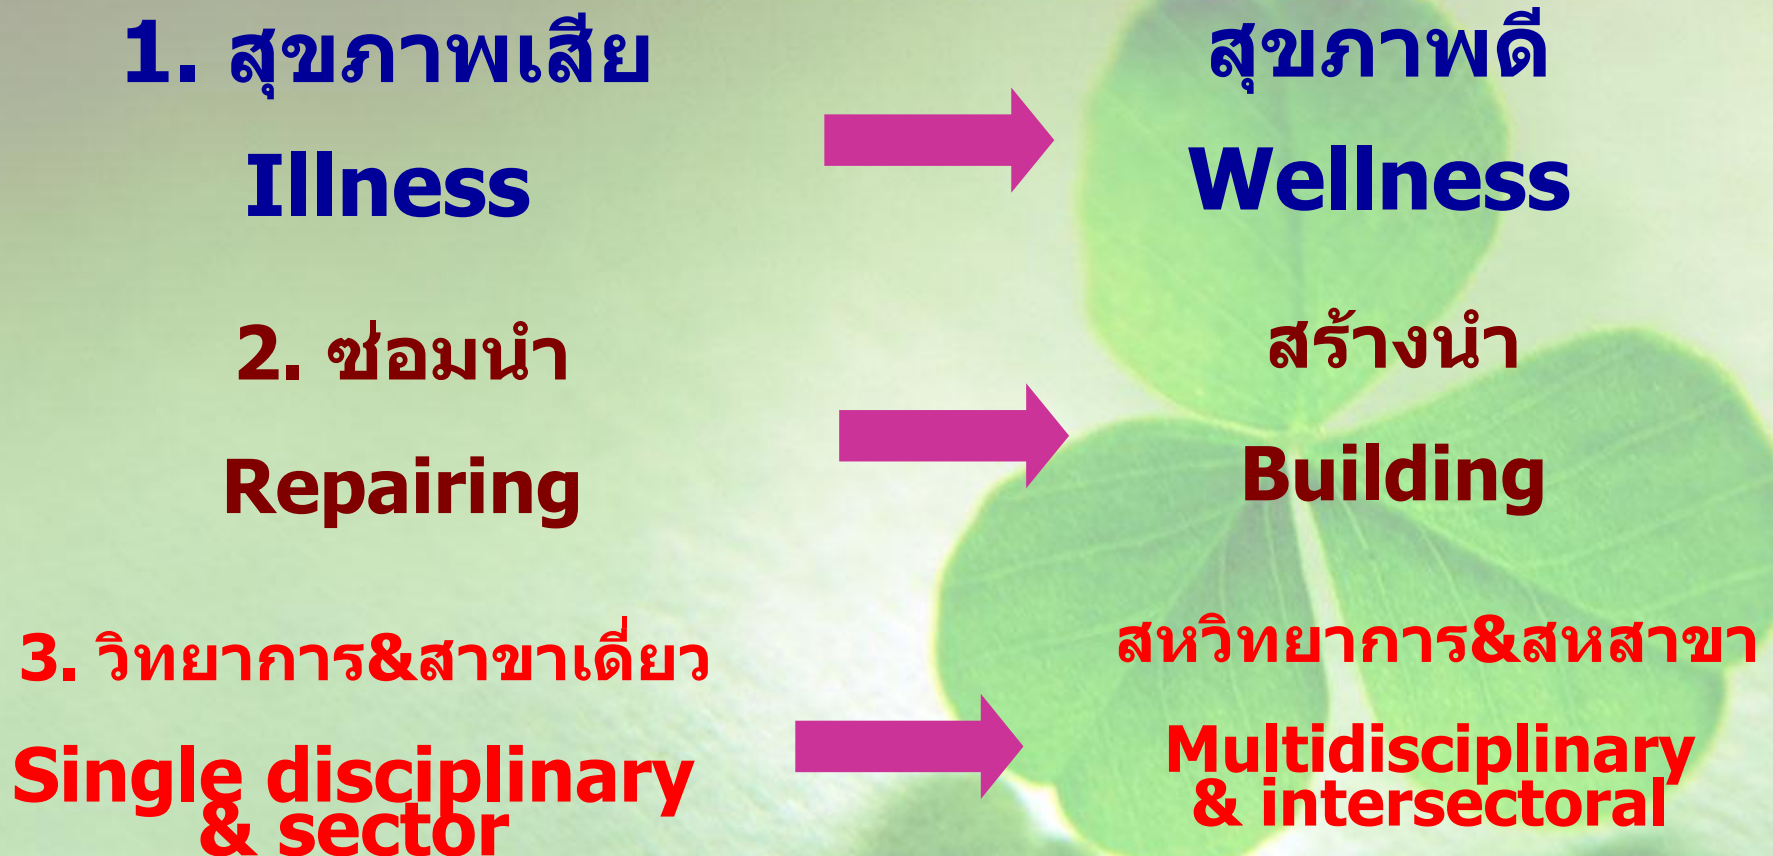 1. สุขภาพเสีย
สุขภาพดี
Illness
Wellness
2. ซ่อมนำ
สร้างนำ
Repairing
Building
3. วิทยาการ&สาขาเดี่ยว
สหวิทยาการ&สหสาขา
Single disciplinary
& sector
Multidisciplinary
& intersectoral